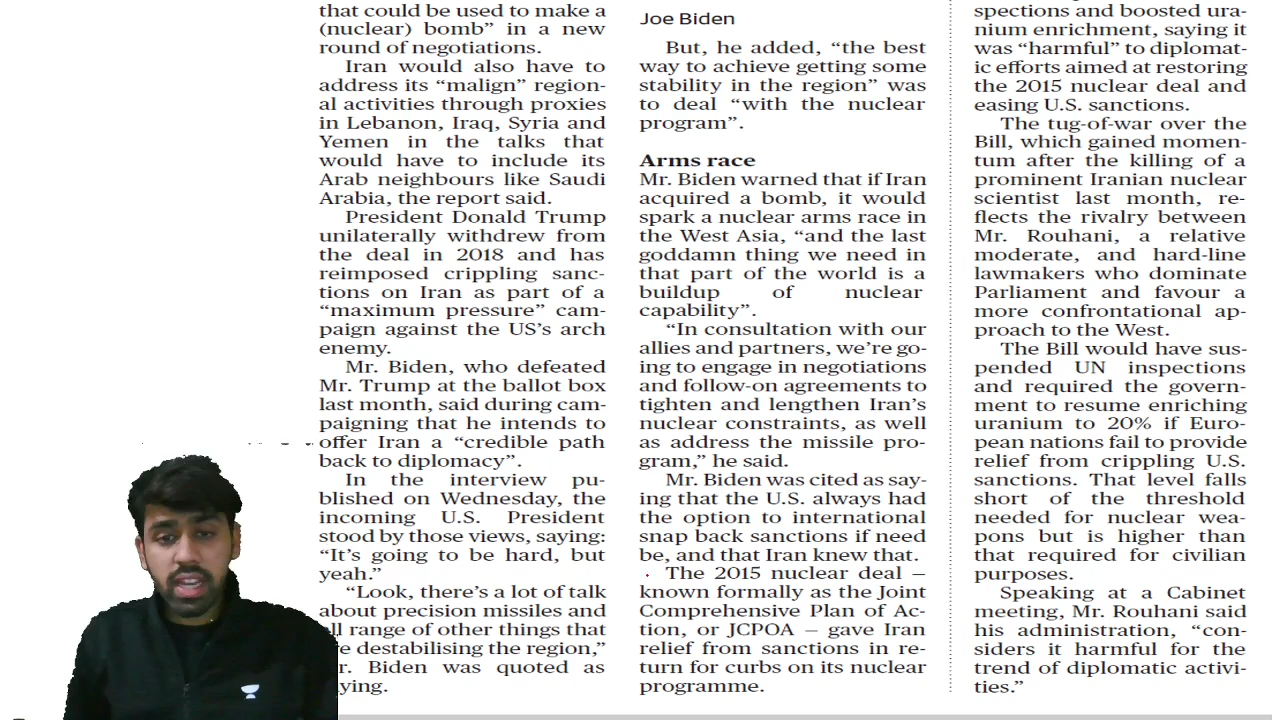 that could be used to make a
(nuclear) bomb” in a new
round of negotiations.
Iran would also have to
address its “malign” region-
al activities through proxies
in Lebanon, Iraq, Syria and
Yemen in the talks that
would have to include its
Arab neighbours like Saudi
Arabia, the report said.
President Donald Trump
unilaterally withdrew from
the deal in 2018 and has
reimposed crippling sanc-
tions on Iran as part of a
“maximum pressure” cam-
paign against the US’s arch
enemy.
Mr. Biden, who defeated
Mr. Trump at the ballot box
last month, said during cam-
paigning that he intends to
offer Iran a “credible path
back to diplomacy”.
In the interview pu-
blished on Wednesday, the
incoming U.S. President
stood by those views, saying:
“It’s going to be hard, but
yeah.”
“Look, there’s a lot of talk
about precision missiles and
range of other things that
destabilising the region,”
Biden was quoted as
Joe Biden
But, he added, “the best
way to achieve getting some
stability in the region” was
to deal “with the nuclear
program”.
Arms race
Mr. Biden warned that if Iran
acquired a bomb, it would
spark a nuclear arms race in
the West Asia, “and the last
goddamn thing we need in
that part of the world is a
buildup of nuclear
capability”.
“In consultation with our
allies and partners, we’re go-
ing to engage in negotiations
and follow-on agreements to
tighten and lengthen Iran’s
nuclear constraints, as well
as address the missile pro-
gram,” he said.
Mr. Biden was cited as say-
ing that the U.S. always had
the option to international
snap back sanctions if need
be, and that Iran knew that.
The 2015 nuclear deal –
known formally as the Joint
Comprehensive Plan of Ac-
tion, or JCPOA – gave Iran
relief from sanctions in re-
turn for curbs on its nuclear
programme.
spections and boosted ura-
nium enrichment, saying it
was “harmful” to diplomat-
ic efforts aimed at restoring
the 2015 nuclear deal and
easing U.S. sanctions.
The tug-of-war over the
Bill, which gained momen-
tum after the killing of a
prominent Iranian nuclear
scientist last month, re-
flects the rivalry between
Mr. Rouhani, a relative
moderate, and hard-line
lawmakers who dominate
Parliament and favour a
more confrontational ap-
proach to the West.
The Bill would have sus-
pended UN inspections
and required the govern-
ment to resume enriching
uranium to 20% if Euro-
pean nations fail to provide
relief from crippling U.S.
sanctions. That level falls
short of the threshold
needed for nuclear wea-
pons but is higher than
that required for civilian
purposes.
Speaking at a Cabinet
meeting, Mr. Rouhani said
his administration, “con-
siders it harmful for the
trend of diplomatic activi-
ties.”